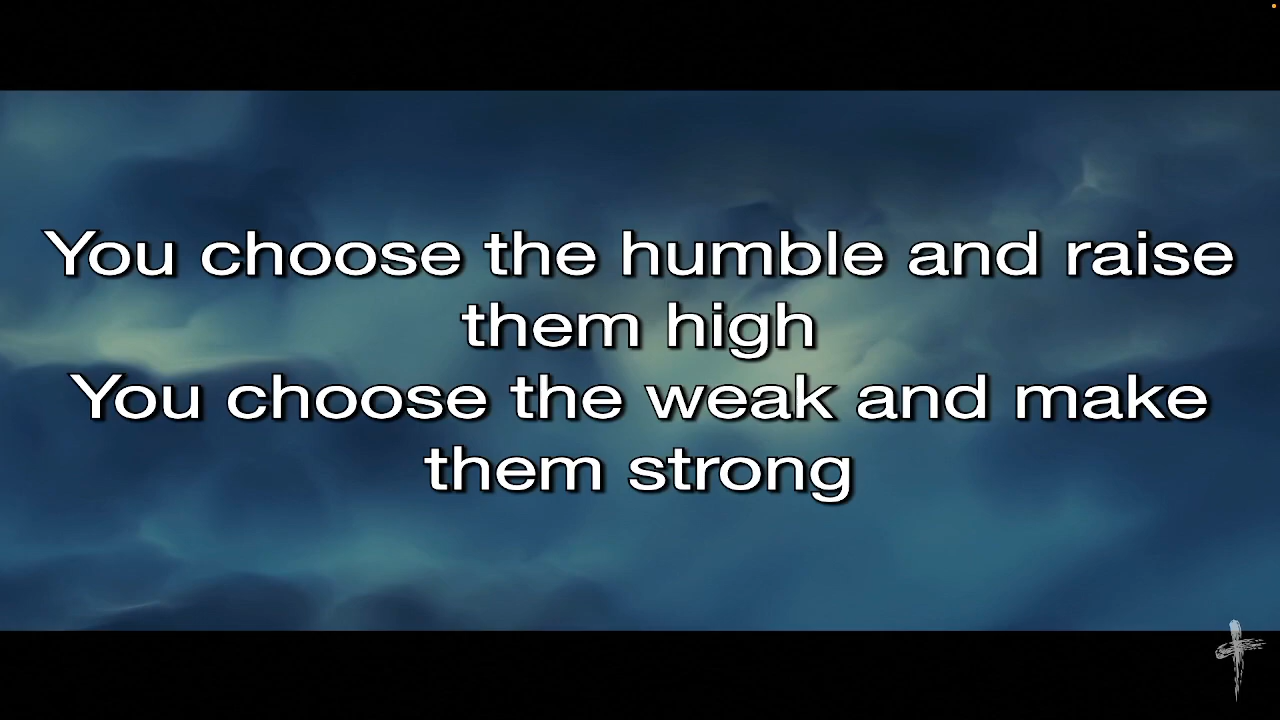 You choose the humble and raise
them high
You choose the weak and make
them strong